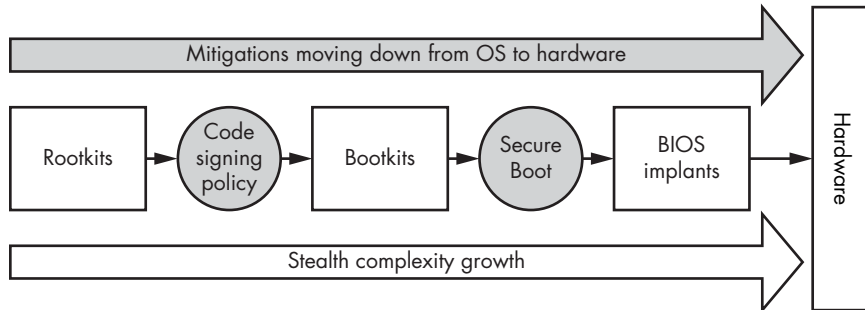 Mitigations moving down from OS to hardware
Rootkits
Code
signing
policy
Bootkits
Secure
Boot
BIOS
implants
Hardware
Stealth complexity growth